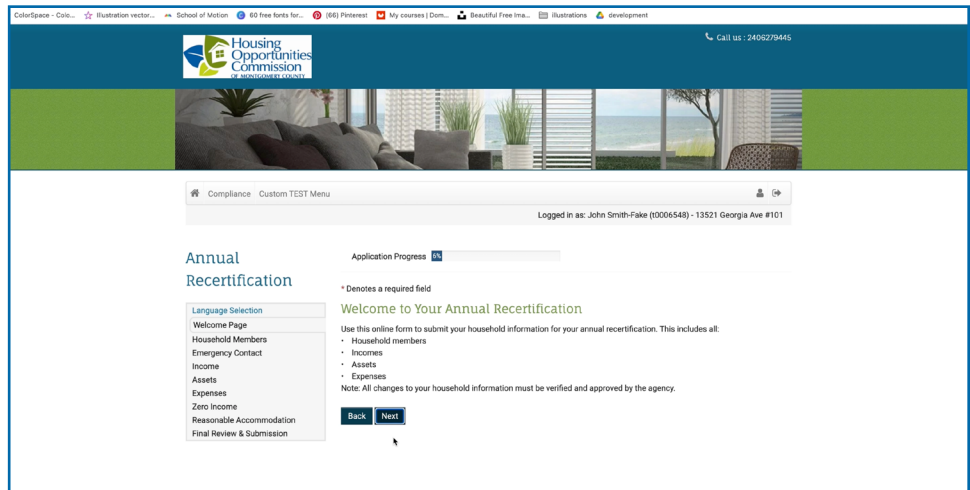 ColorSpace - Colo... Illustration vector... School of Motion 60 free fonts for... (66) Pinterest My courses | Dom... Beautiful Free Ima... illustrations development
Call us : 2406279445
Housing
Opportunities
Commission
OF MONTGOMERY COUNTY
Compliance Custom TEST Menu
Logged in as: John Smith-Fake (t0006548) - 13521 Georgia Ave #101
Annual
Recertification
Application Progress 6%
* Denotes a required field
Language Selection
Welcome Page
Household Members
Emergency Contact
Income
Assets
Expenses
Zero Income
Reasonable Accommodation
Final Review & Submission
Welcome to Your Annual Recertification
Use this online form to submit your household information for your annual recertification. This includes all:
• Household members
• Incomes
• Assets
• Expenses
Note: All changes to your household information must be verified and approved by the agency.
Back Next